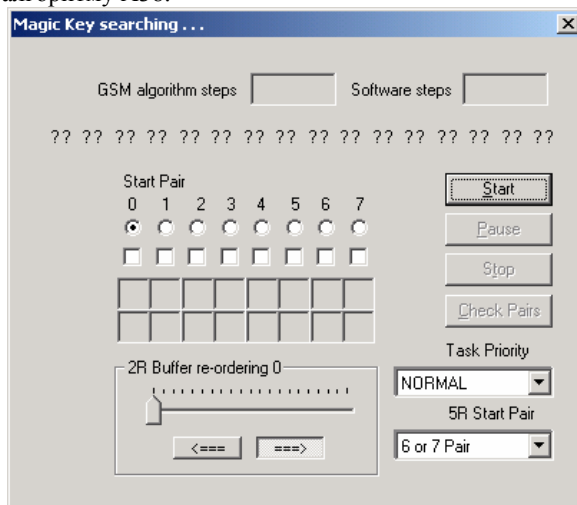 алгоритму A38.
Magic Key searching . . .
GSM algorithm steps Software steps
?? ?? ?? ?? ?? ?? ?? ?? ?? ?? ?? ?? ?? ?? ?? ??
Start Pair
0 1 2 3 4 5 6 7
Start
Pause
Stop
Check Pairs
Task Priority
NORMAL
5R Start Pair
6 or 7 Pair
2R Buffer re-ordering 0
<=== ===>